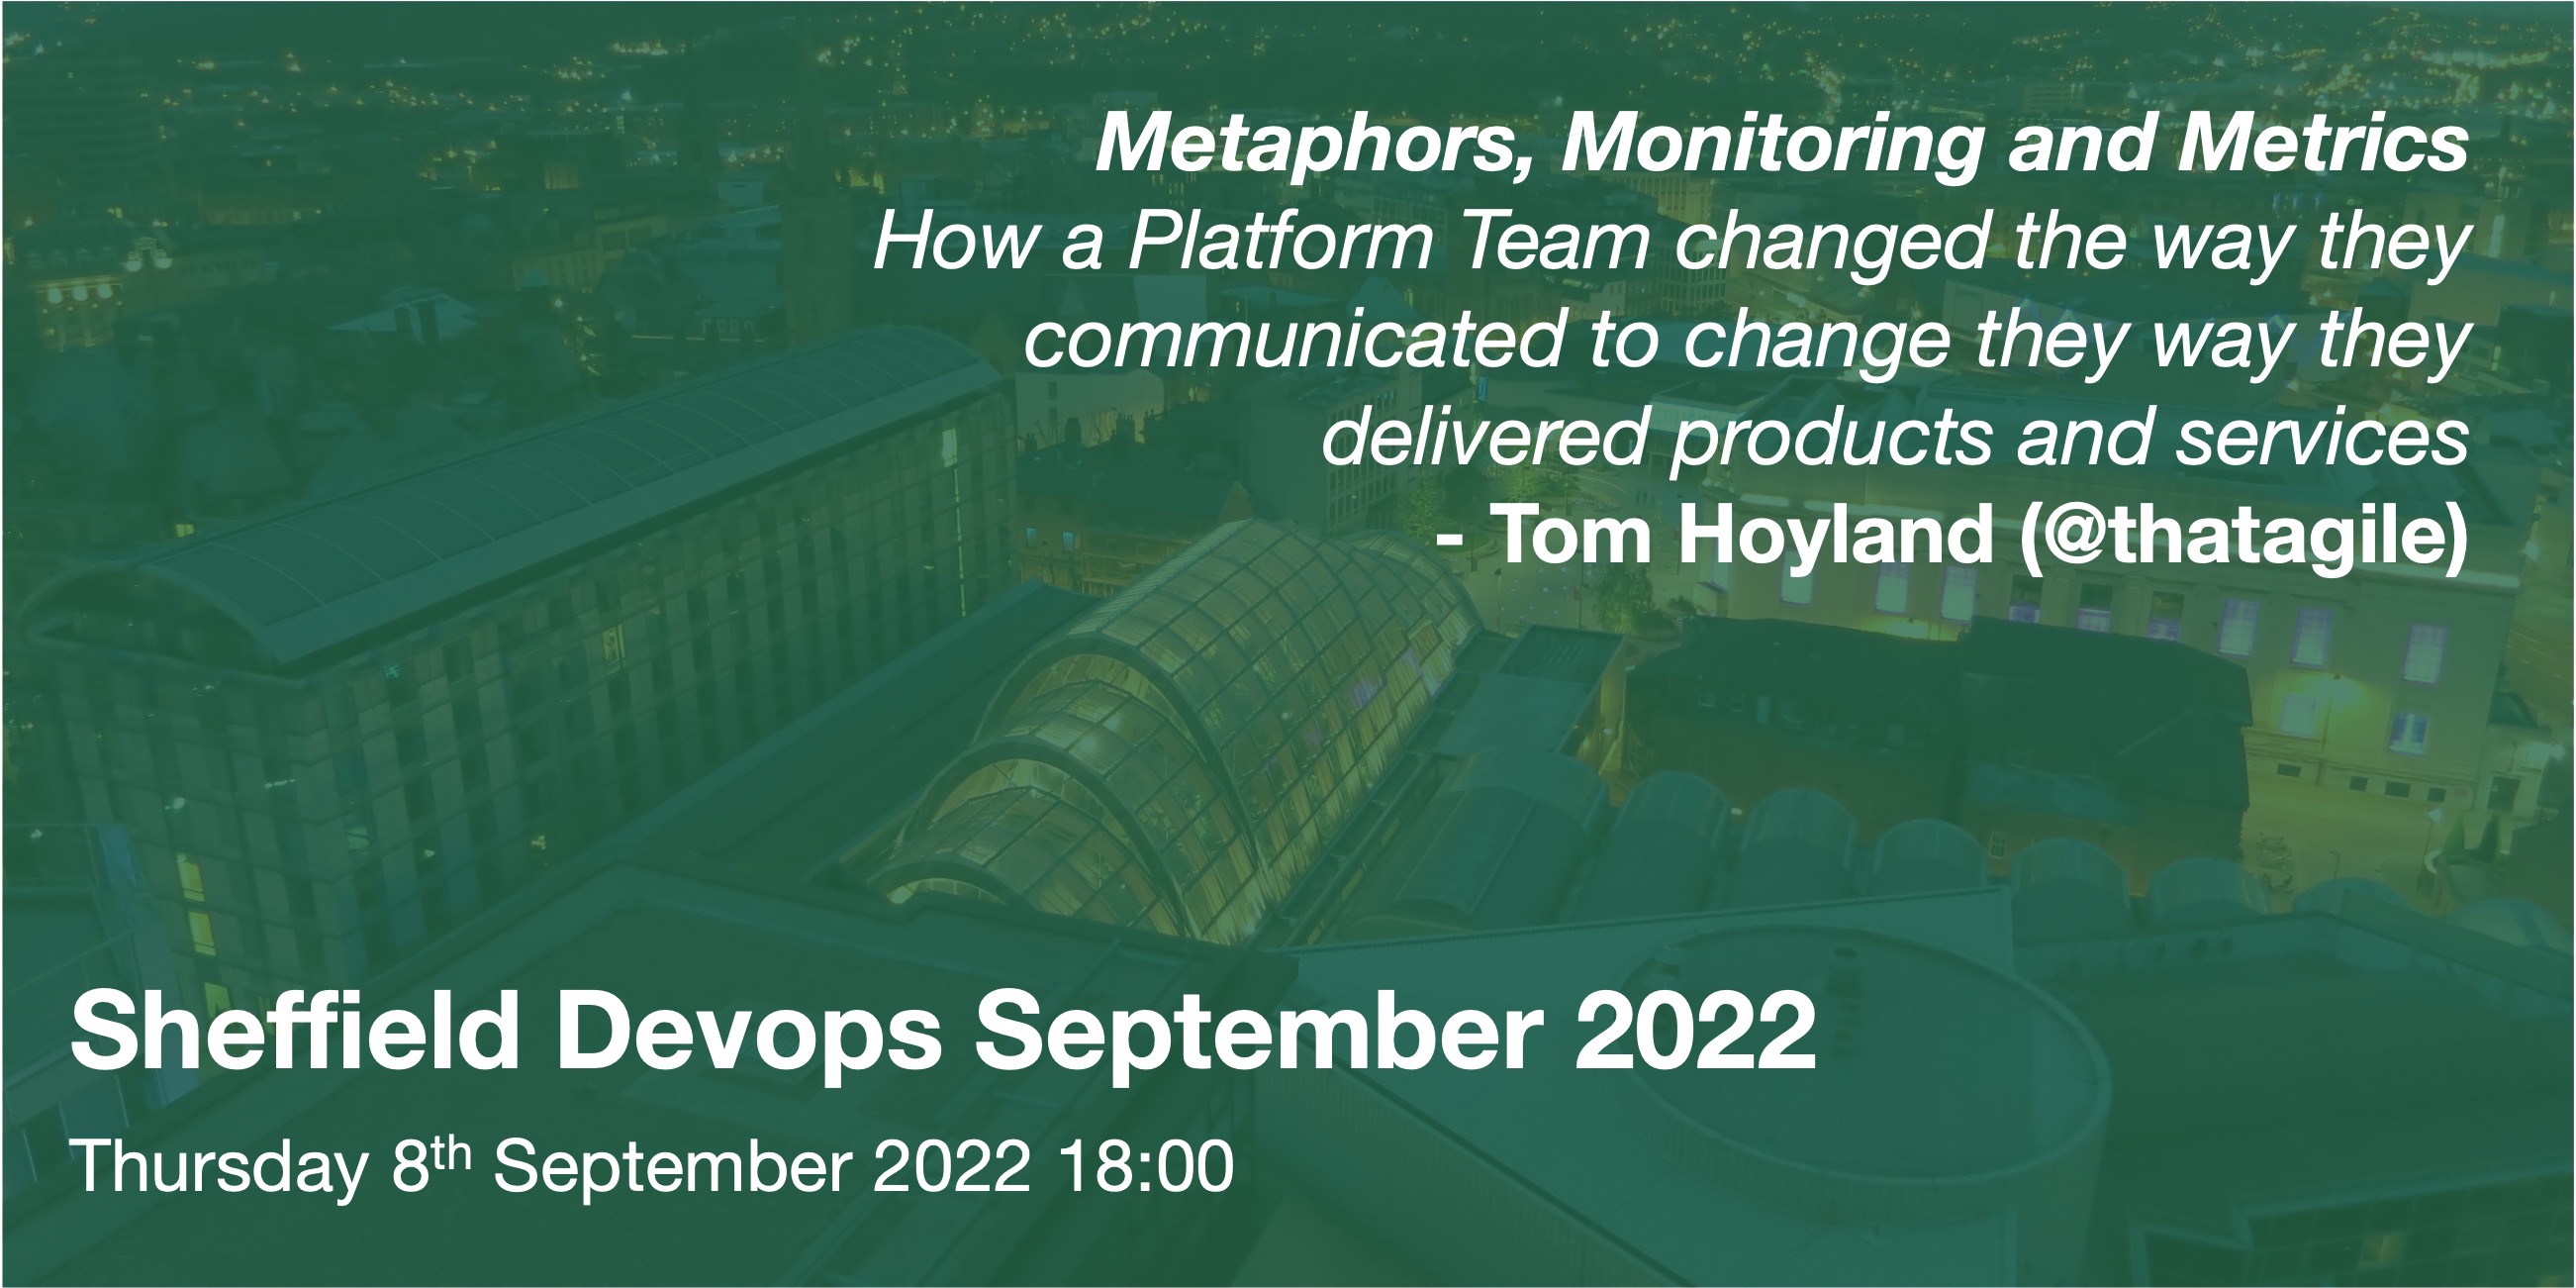 Metaphors, Monitoring and Metrics
How a Platform Team changed the way they
communicated to change they way they
delivered products and services
- Tom Hoyland (@thatagile)
Sheffield Devops September 2022
Thursday 8th September 2022 18:00